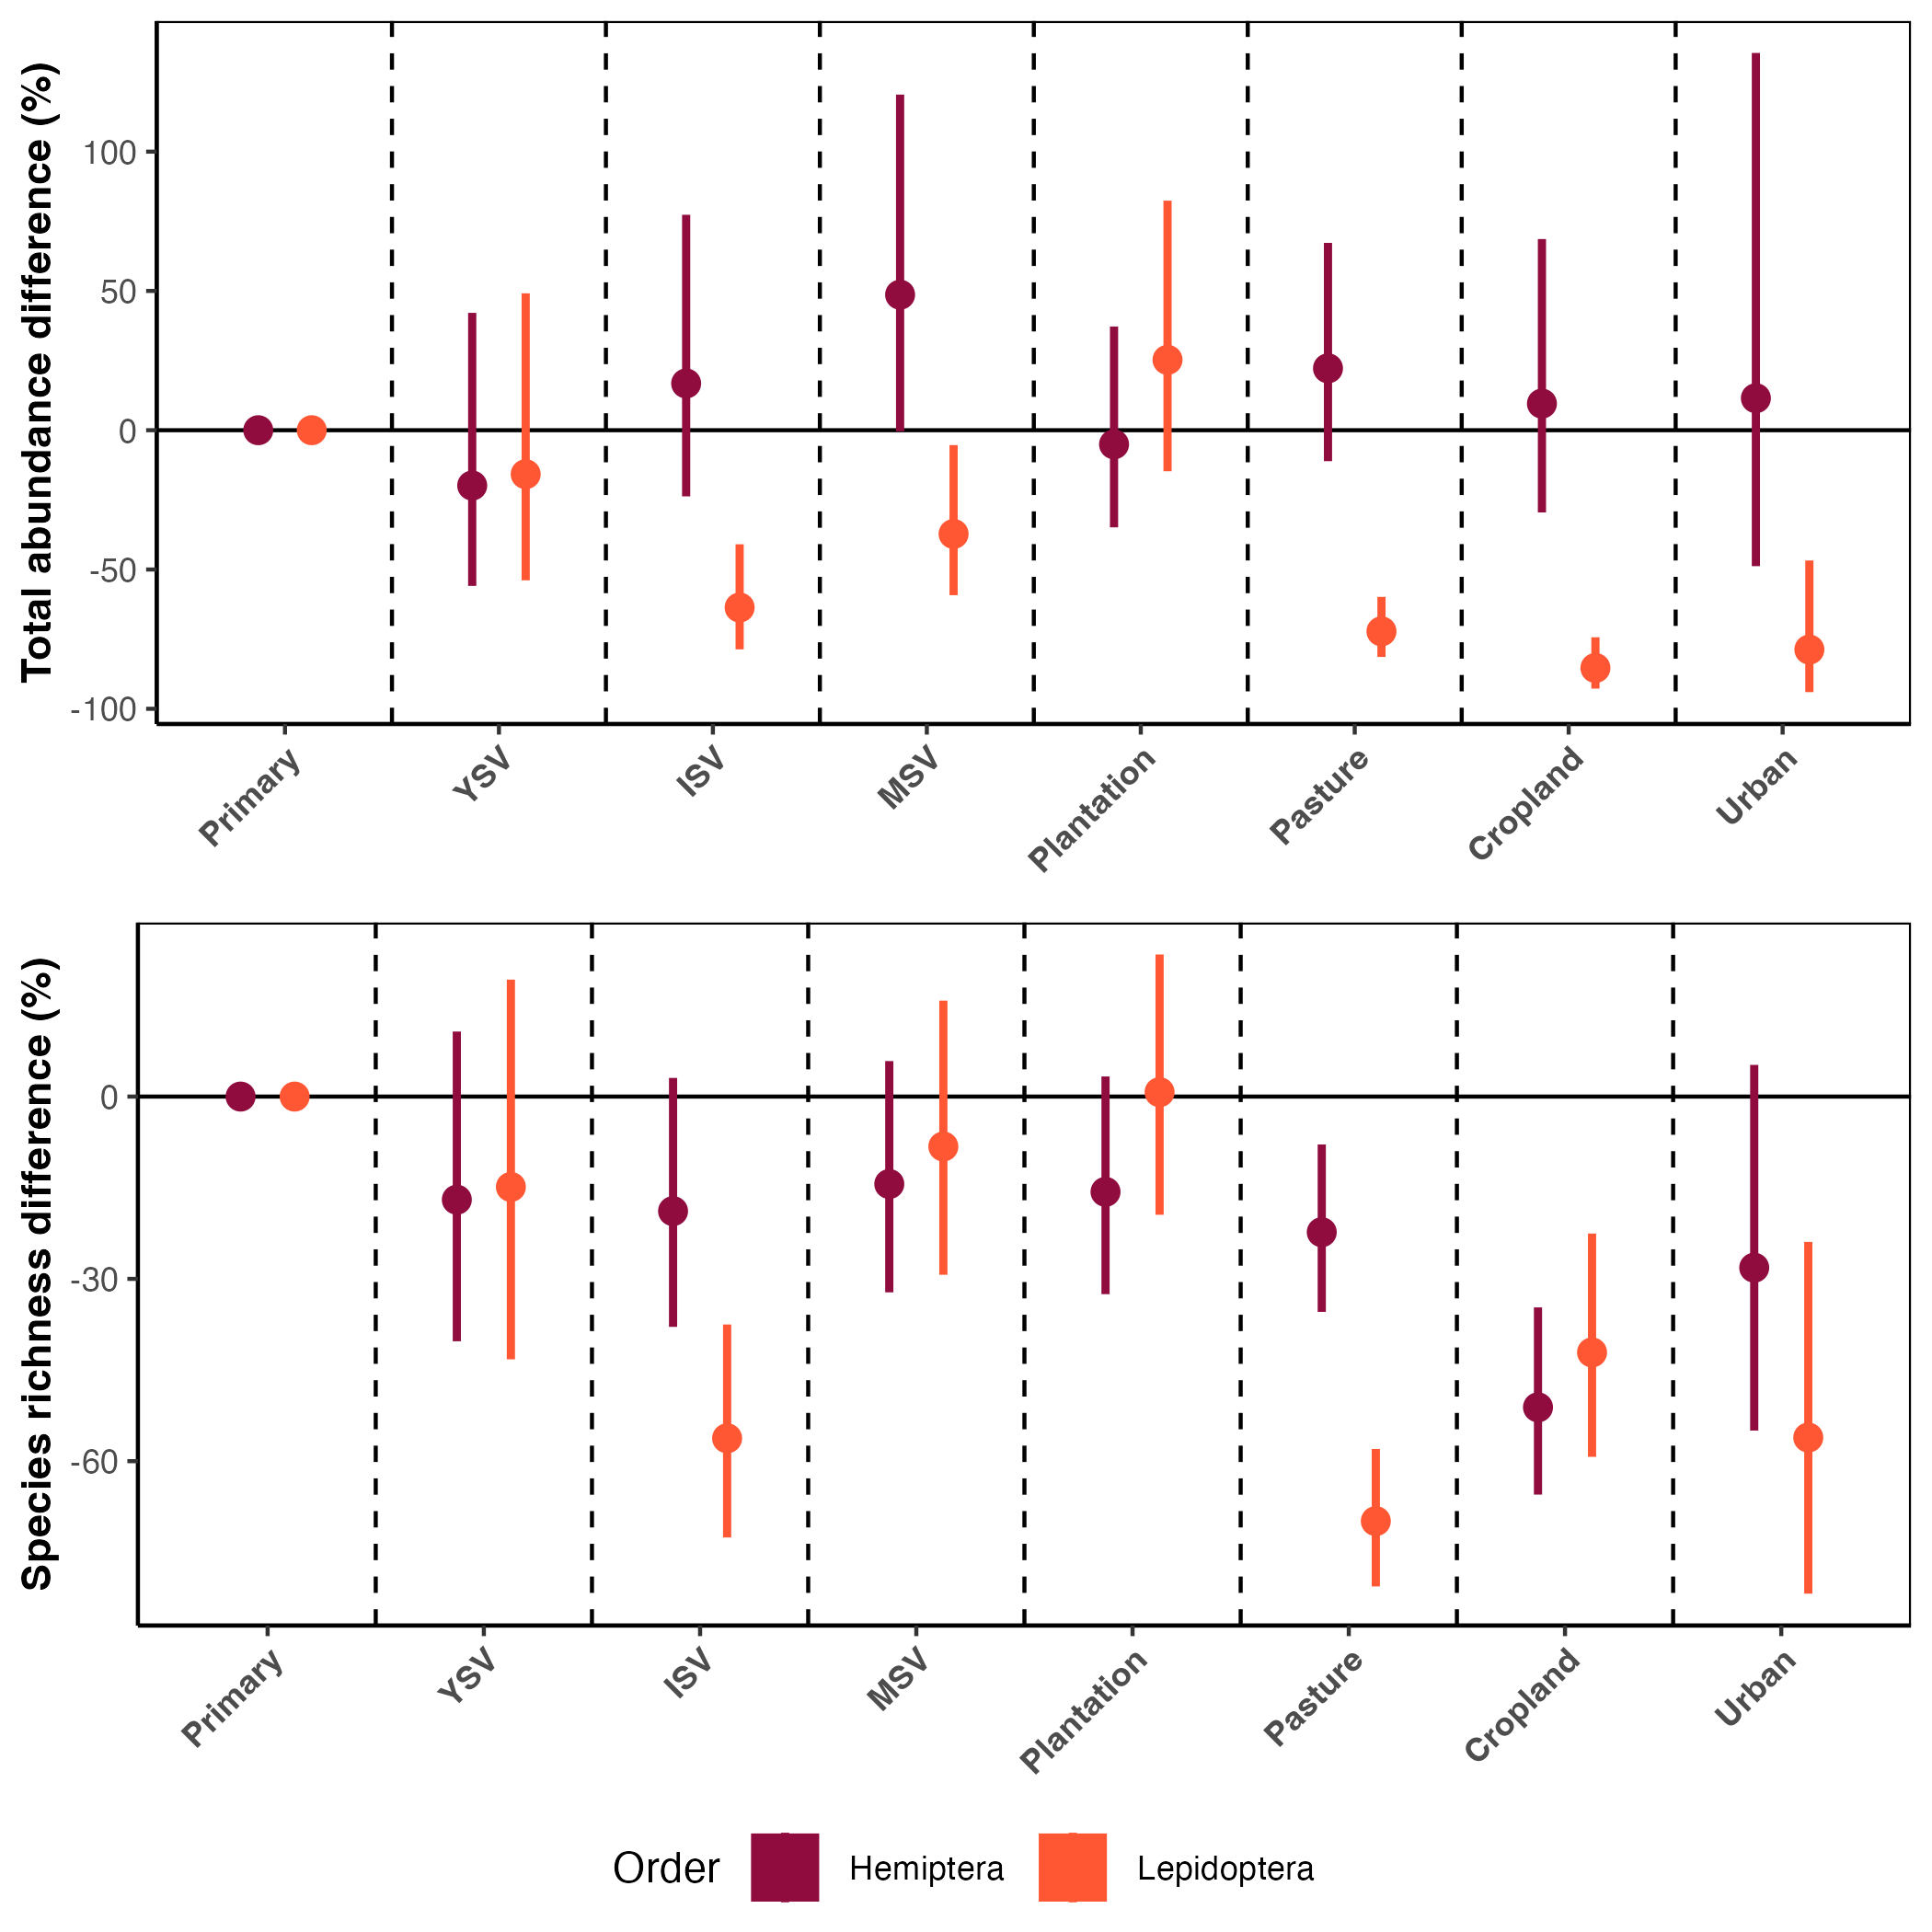 Total abundance difference (%)
100
50
0
-50
-100
Primary
YSV
ISV
MSV
Plantation
Pasture
Cropland
Urban
Species richness difference (%)
0
-30
-60
Primary
YSV
ISV
MSV
Plantation
Pasture
Cropland
Urban
Order Hemiptera Lepidoptera